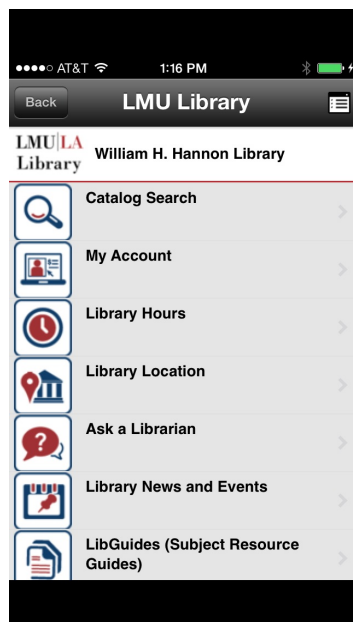 AT&T 1:16 PM
Back LMU Library
LMU|LA
Library
William H. Hannon Library
Catalog Search
My Account
Library Hours
Library Location
Ask a Librarian
?
Library News and Events
LibGuides (Subject Resource
Guides)